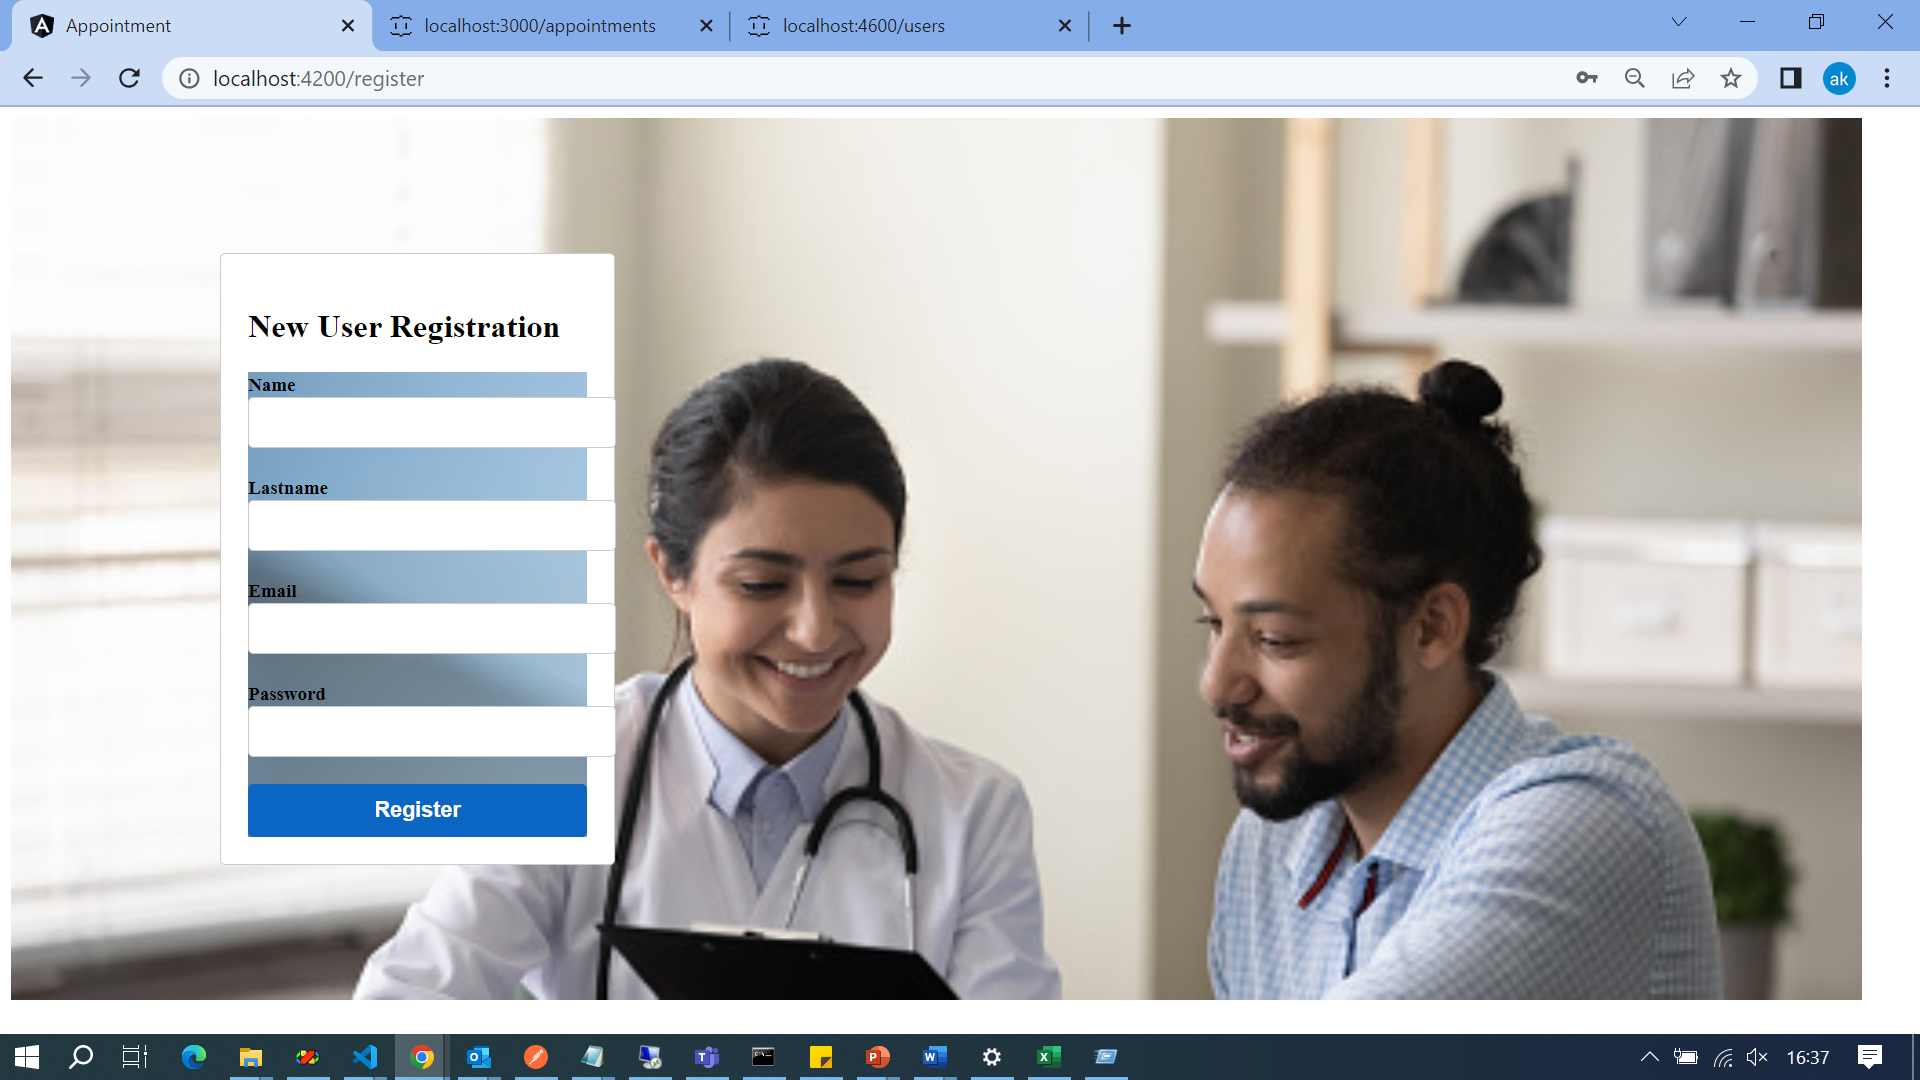 Appointment
localhost:3000/appointments
localhost:4600/users
localhost:4200/register
ak
New User Registration
Name
Lastname
Email
Password
Register
16:37